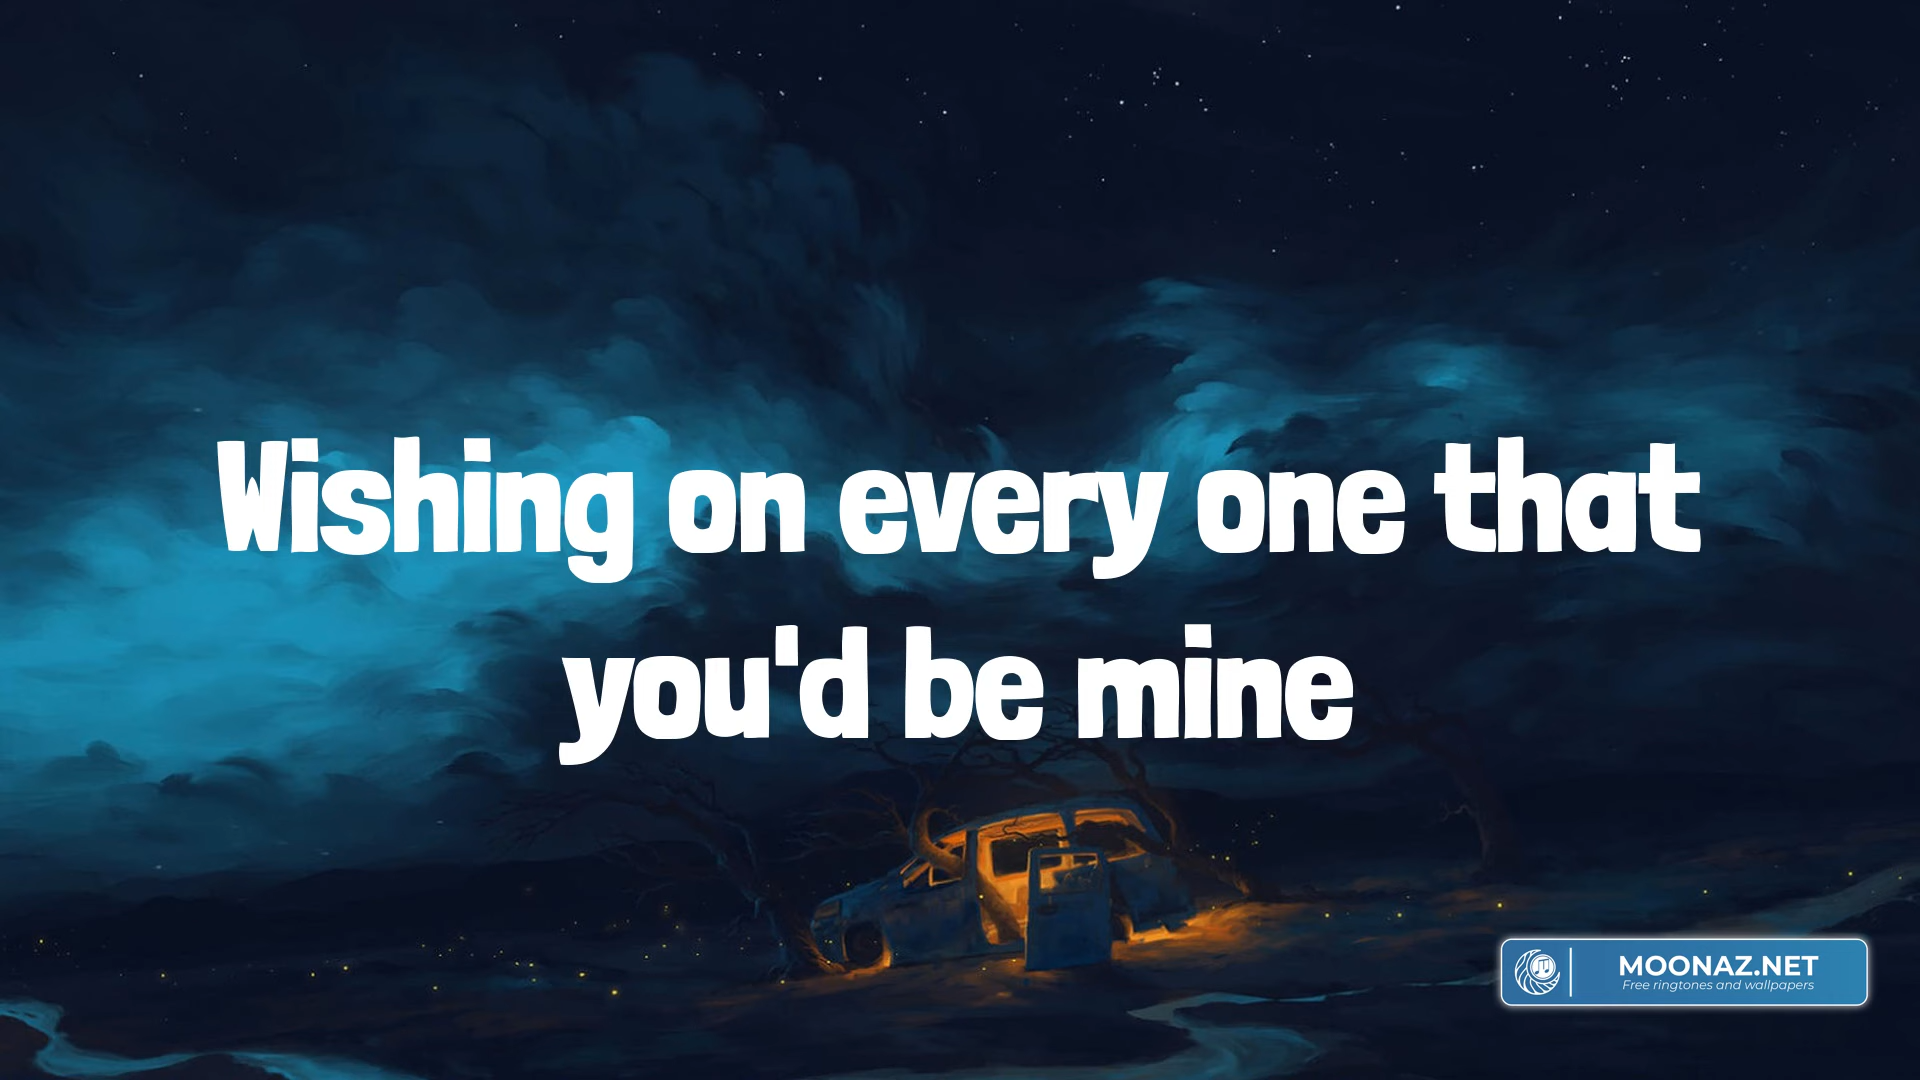 Wishing on every one that
you'd be mine
MOONAZ.NET
Free ringtones and wallpapers